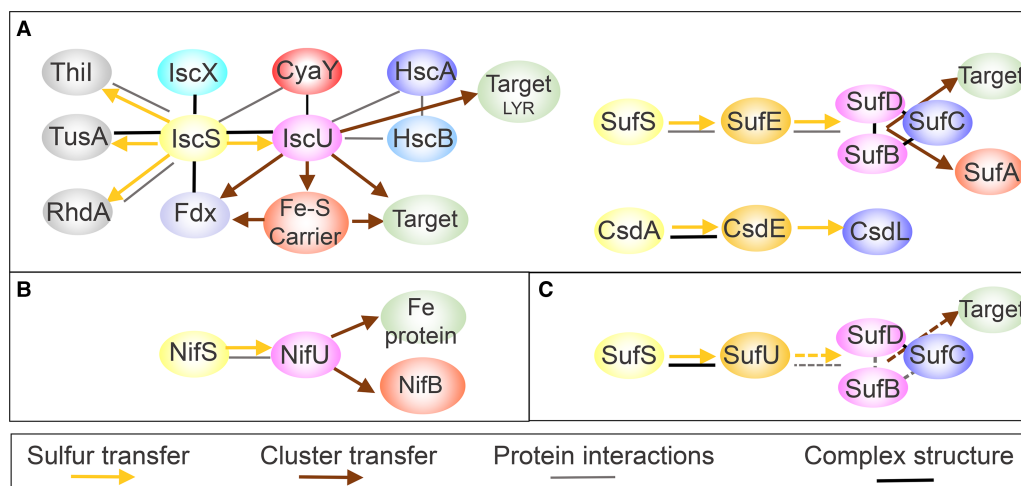 A
ThiI
IscX
CyaY
HscA
Target
LYR
TusA
IscS
IscU
HscB
RhdA
Fdx
Fe-S
Carrier
Target
SufS
SufE
SufD
SufB
SufC
Target
SufA
CsdA
CsdE
CsdL
B
NifS
NifU
Fe
protein
NifB
C
SufS
SufU
SufD
SufB
SufC
Target
Sulfur transfer
Cluster transfer
Protein interactions
Complex structure